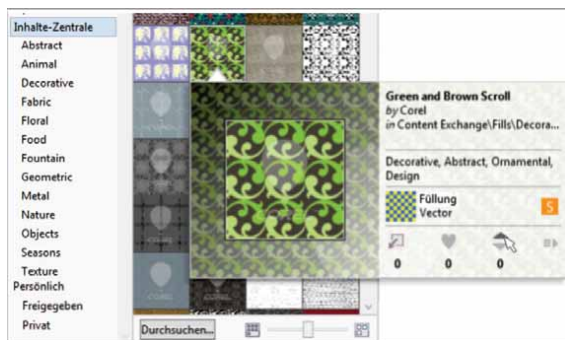 Inhalte-Zentrale
Abstract
Animal
Decorative
Fabric
Floral
Food
Fountain
Geometric
Metal
Nature
Objects
Seasons
Texture
Persönlich
Freigegeben
Privat
Green and Brown Scroll
by Corel
in Content Exchange\Fills\Decora...
Decorative, Abstract, Ornamental,
Design
Füllung
Vector
S
0 0 0
COREL
Durchsuchen...